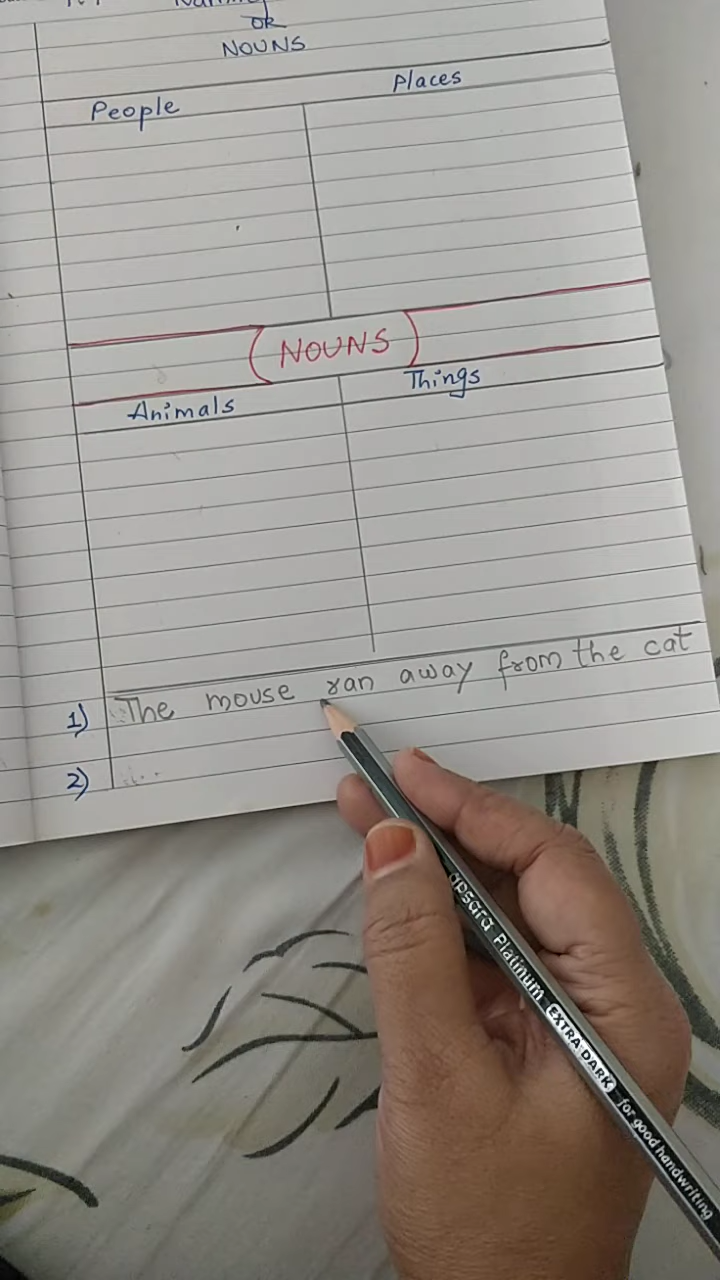 OR
NOUNS
People
Places
NOUNS
Animals
Things
1) The mouse ran away from the cat
2)
apsara Platinum EXTRA DARK for good handwriting